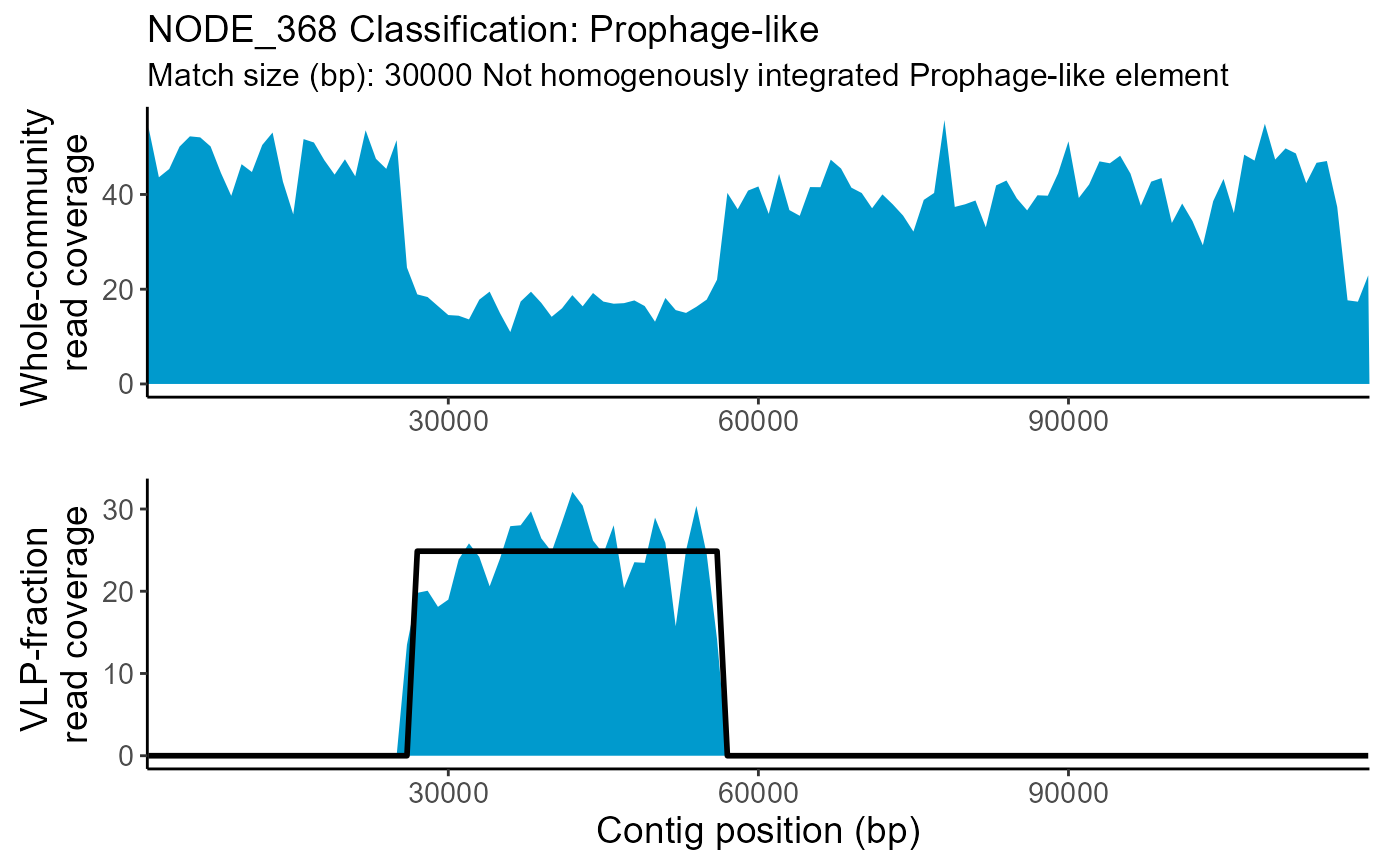 NODE_368 Classification: Prophage-like
Match size (bp): 30000 Not homogenously integrated Prophage-like element
Whole-community
read coverage
40
20
0
30000 60000 90000
VLP-fraction
read coverage
30
20
10
0
30000 60000 90000
Contig position (bp)